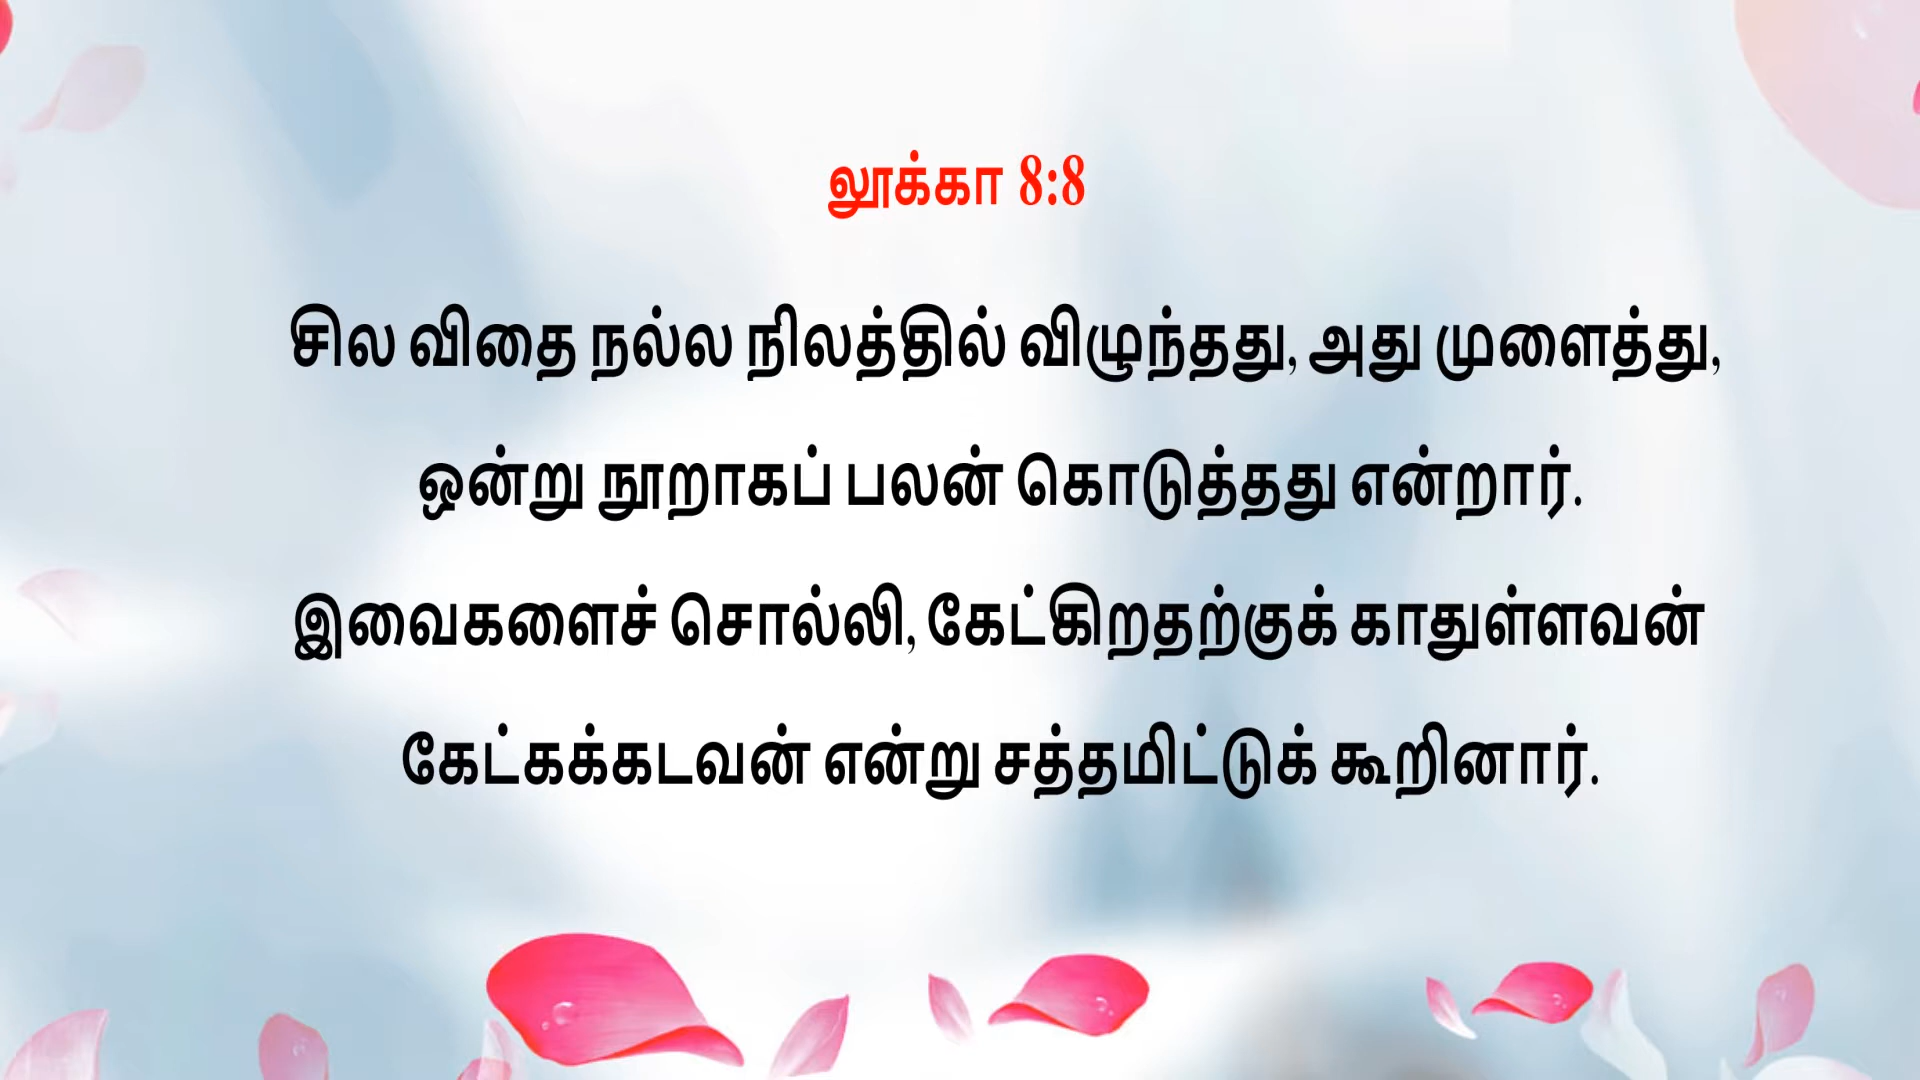 லூக்கா 8:8
சில விதை நல்ல நிலத்தில் விழுந்தது, அது முளைத்து,
ஒன்று நூறாகப் பலன் கொடுத்தது என்றார்.
இவைகளைச் சொல்லி, கேட்கிறதற்குக் காதுள்ளவன்
கேட்கக்கடவன் என்று சத்தமிட்டுக் கூறினார்.